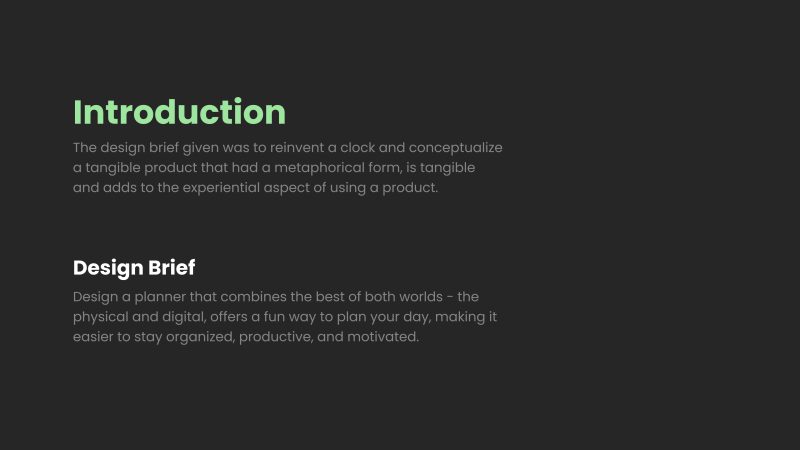 Introduction
The design brief given was to reinvent a clock and conceptualize
a tangible product that had a metaphorical form, is tangible
and adds to the experiential aspect of using a product.
Design Brief
Design a planner that combines the best of both worlds - the
physical and digital, offers a fun way to plan your day, making it
easier to stay organized, productive, and motivated.